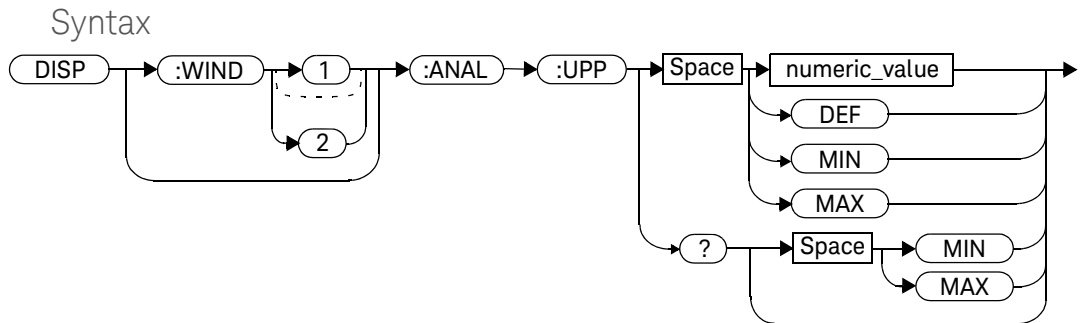 Syntax
DISP :WIND 1 :ANAL :UPP Space numeric_value
DEF
2
MIN
MAX
? Space MIN
MAX